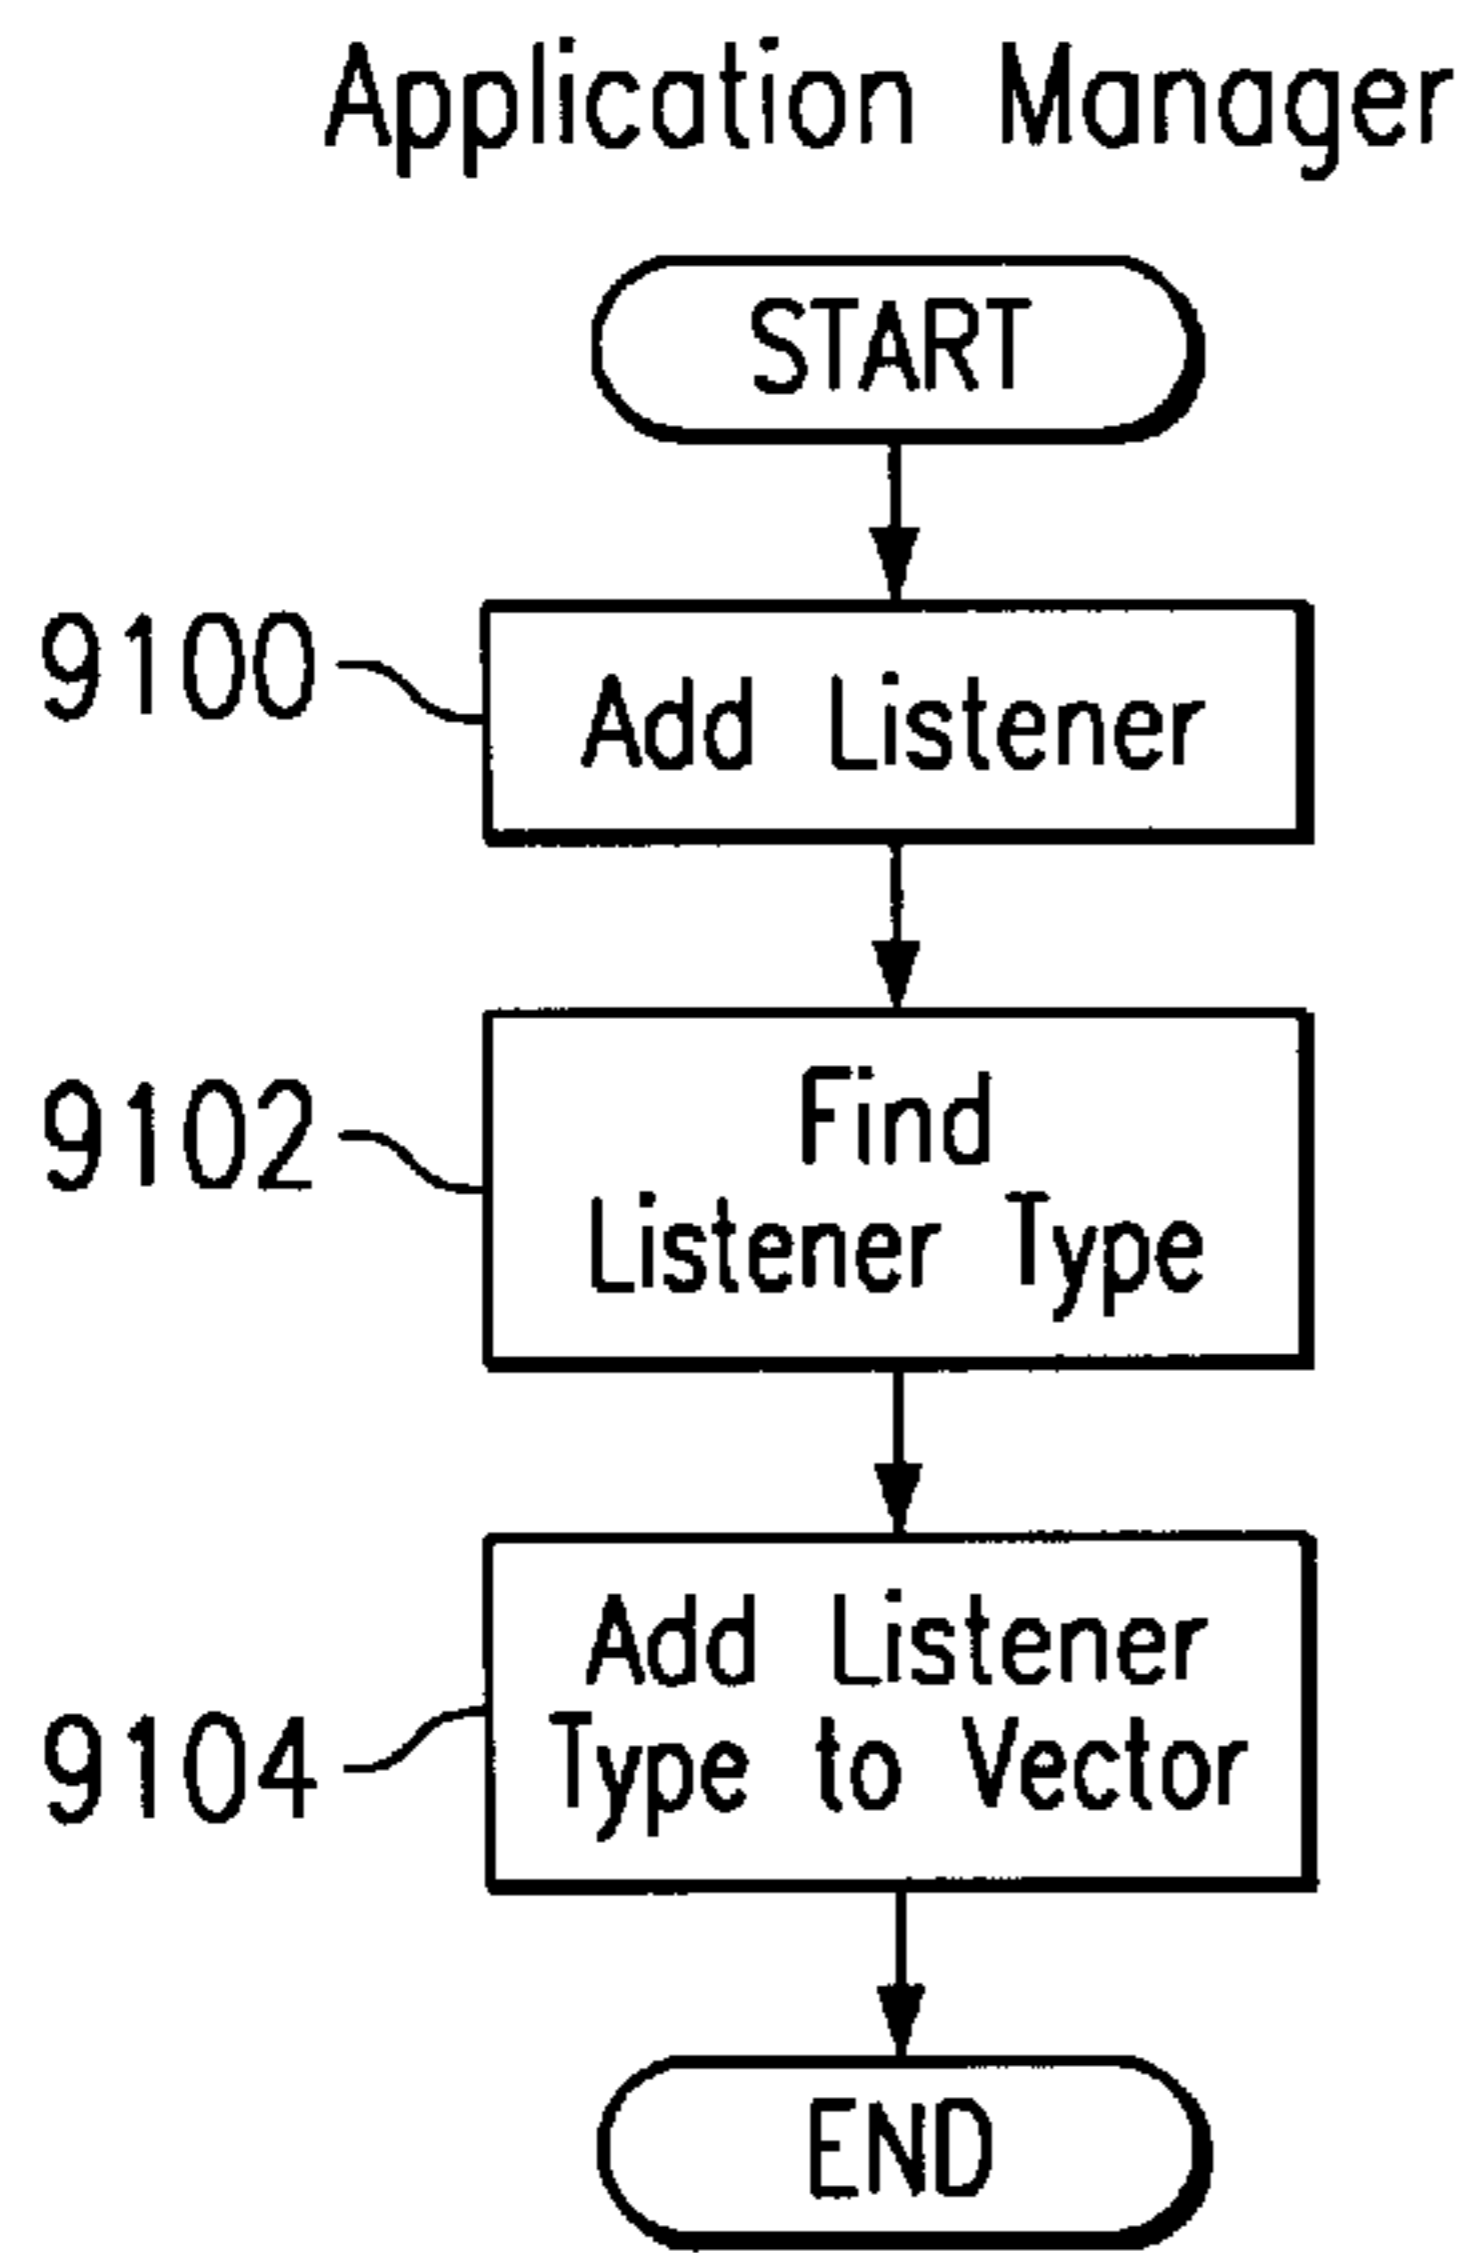 Application Manager
START
9100
Add Listener
9102
Find
Listener Type
9104
Add Listener
Type to Vector
END